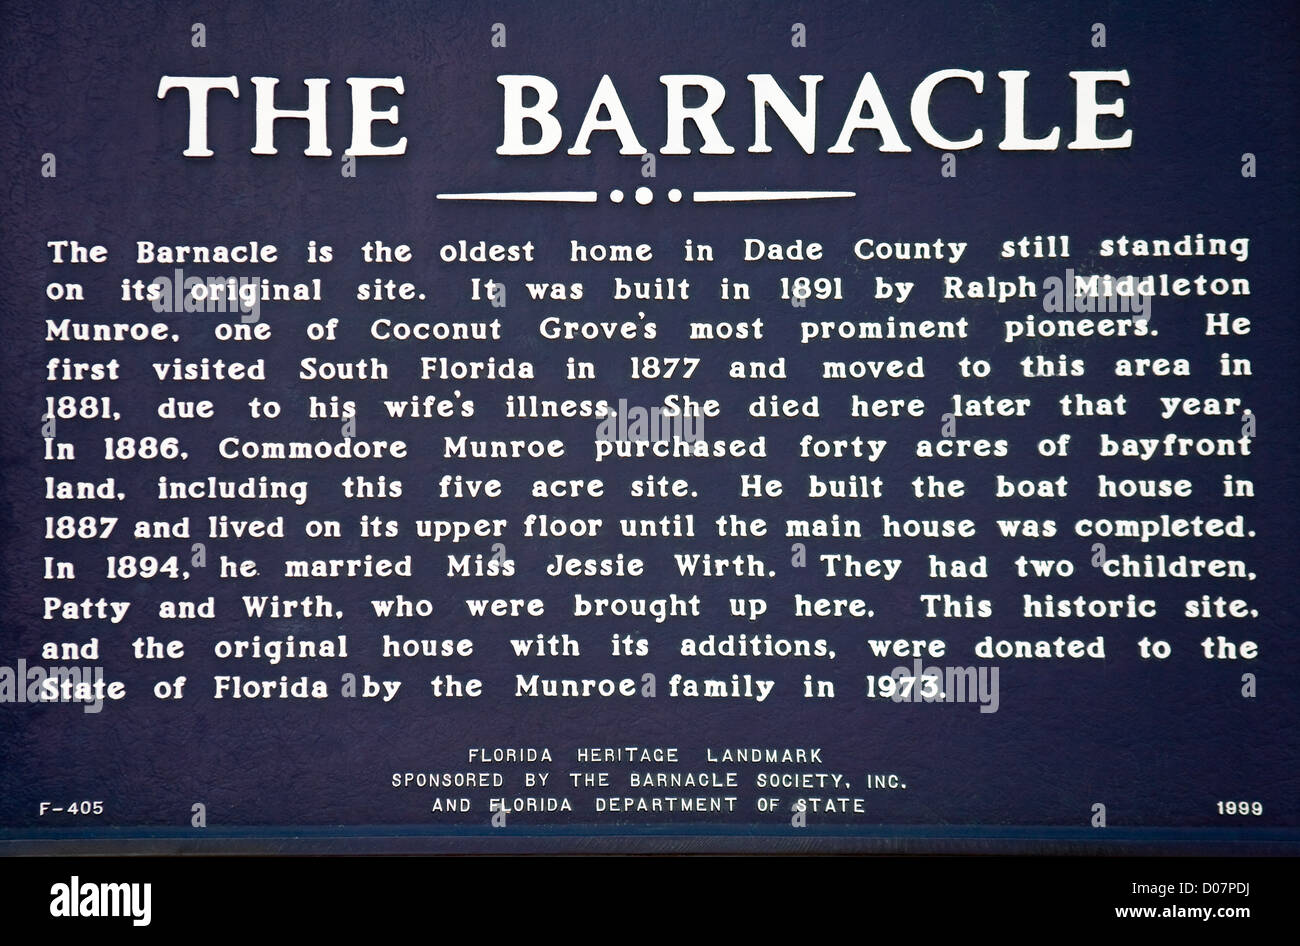 THE BARNACLE
The Barnacle is the oldest home in Dade County still standing
on its original site. It was built in 1891 by Ralph Middleton
Munroe, one of Coconut Grove's most prominent pioneers. He
first visited South Florida in 1877 and moved to this area in
1881, due to his wife's illness. She died here later that year.
In 1886, Commodore Munroe purchased forty acres of bayfront
land, including this five acre site. He built the boat house in
1887 and lived on its upper floor until the main house was completed.
In 1894, he married Miss Jessie Wirth. They had two children,
Patty and Wirth, who were brought up here. This historic site,
and the original house with its additions, were donated to the
State of Florida by the Munroe family in 1973.
FLORIDA HERITAGE LANDMARK
SPONSORED BY THE BARNACLE SOCIETY, INC.
AND FLORIDA DEPARTMENT OF STATE
F-405
1999
alamy
Image ID: D07PDJ
www.alamy.com